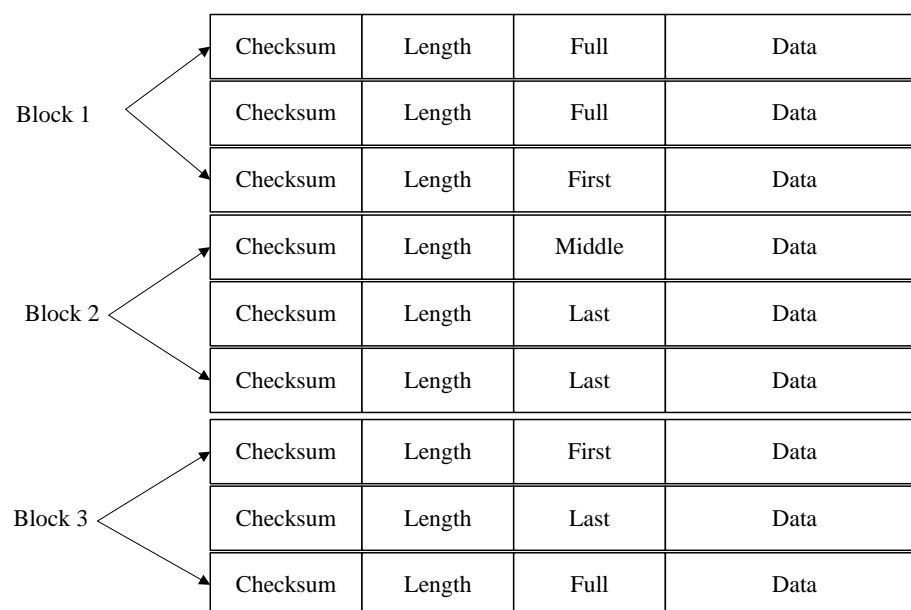 Checksum Length Full Data
Block 1
Checksum Length Full Data
Checksum Length First Data
Checksum Length Middle Data
Block 2
Checksum Length Last Data
Checksum Length Last Data
Checksum Length First Data
Block 3
Checksum Length Last Data
Checksum Length Full Data